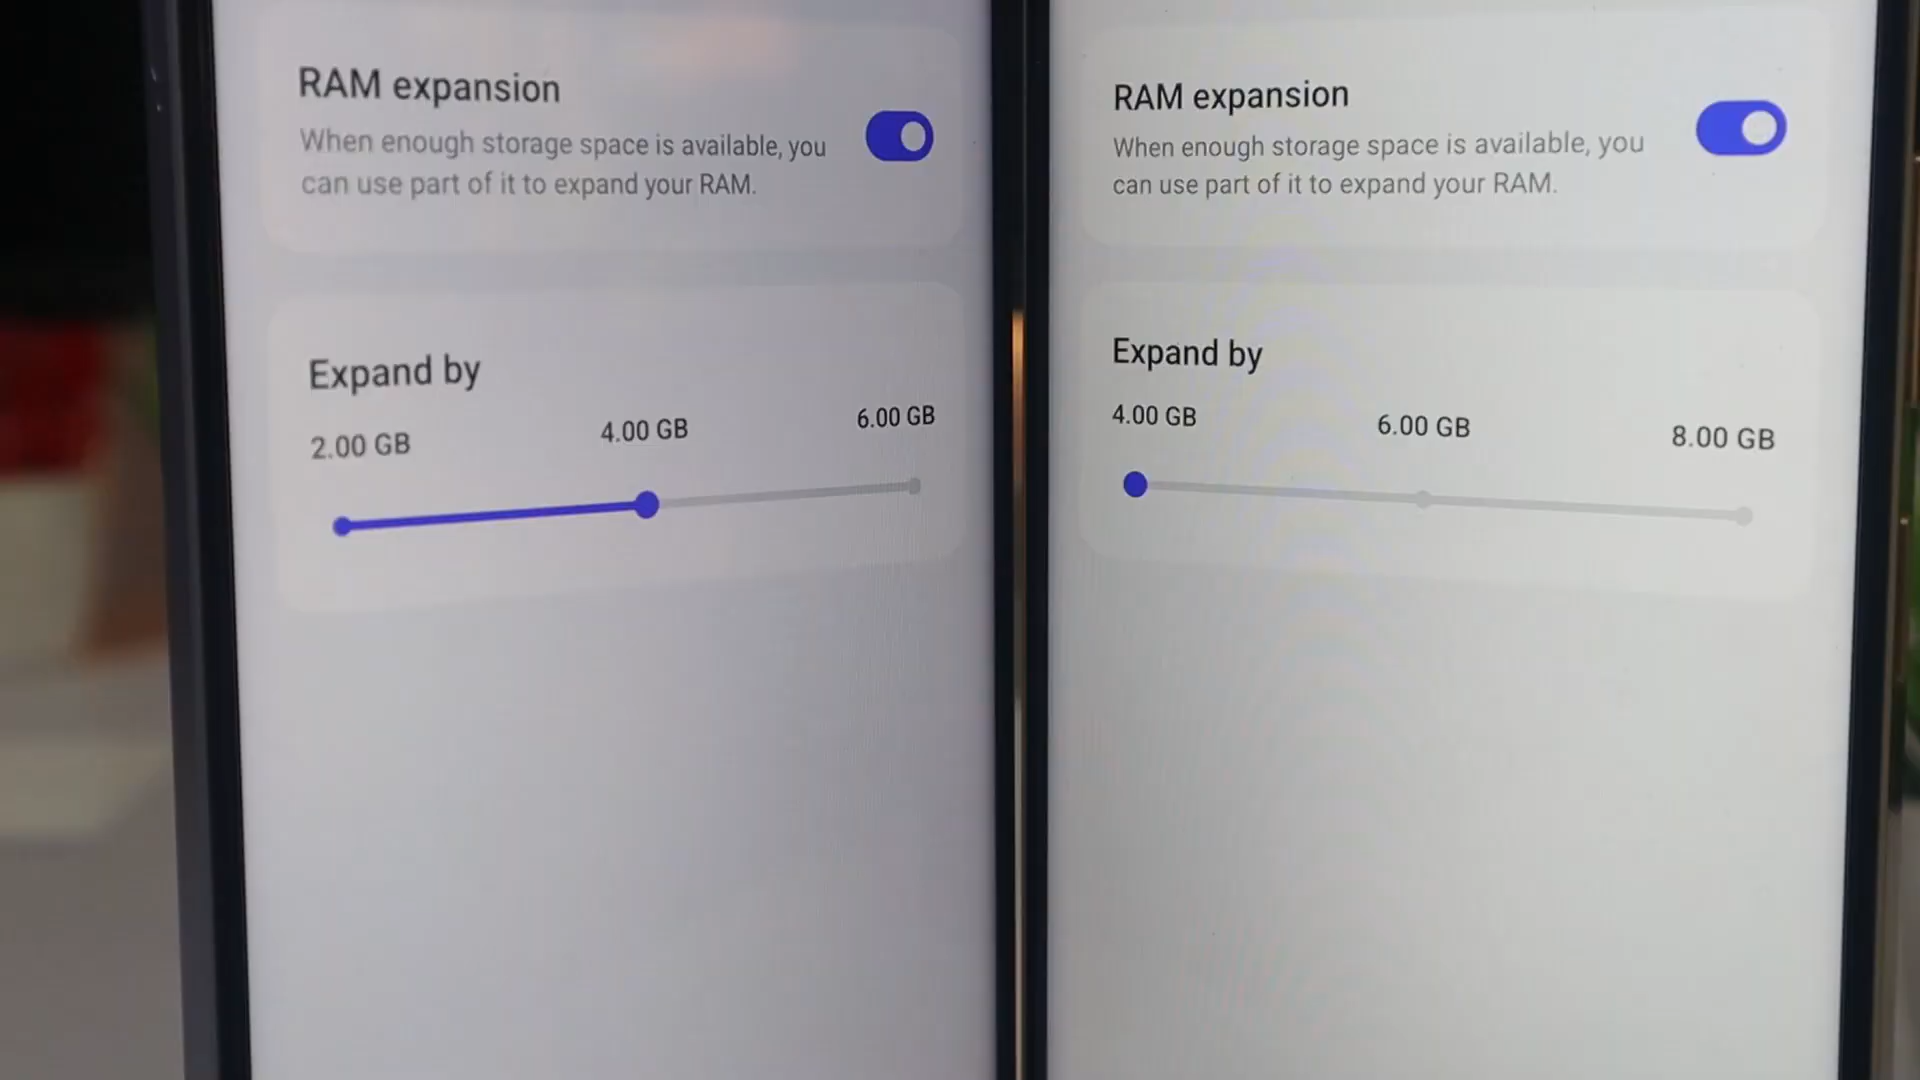 RAM expansion
When enough storage space is available, you
can use part of it to expand your RAM.
Expand by
2.00 GB 4.00 GB 6.00 GB
RAM expansion
When enough storage space is available, you
can use part of it to expand your RAM.
Expand by
4.00 GB 6.00 GB 8.00 GB